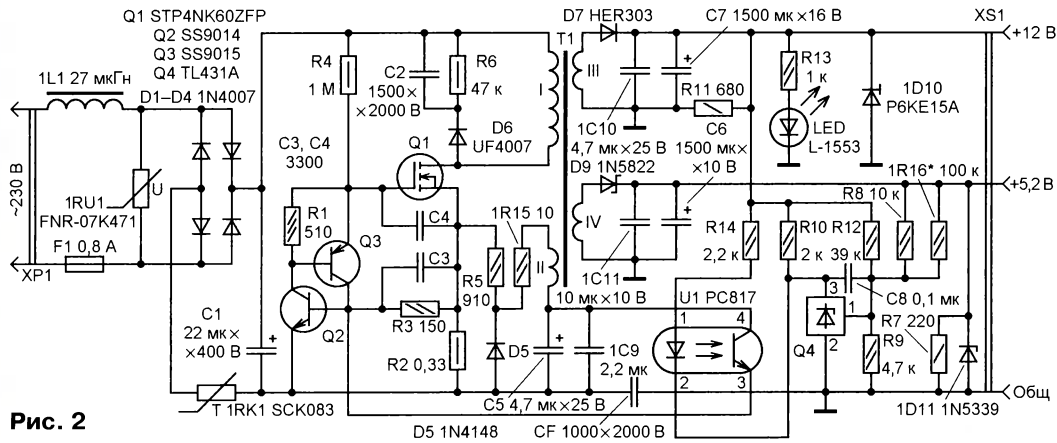 Q1 STP4NK60ZFP
Q2 SS9014
Q3 SS9015
Q4 TL431A
D1–D4 1N4007
1L1 27 мкГн
~230 В
XP1
1RU1
FNR-07K471
U
F1 0,8 А
C1
22 мк×
×400 В
T 1RK1 SCK083
R4
1 М
C2
1500×
×2000 В
R6
47 к
D6
UF4007
Q1
C3, C4
3300
R1
510
Q3
Q2
C4
C3
R3 150
R2 0,33
R5
910
1R15 10
D5
C5 4,7 мк×25 В
D5 1N4148
1C9
2,2 мк
CF 1000×2000 В
T1
I
II
III
IV
D7 HER303
C7 1500 мк×16 В
1C10
4,7 мк×25 В
R11 680
C6
1500 мк×
×10 В
D9 1N5822
1C11
10 мк×10 В
R13
1 к
LED
L-1553
1D10
P6KE15A
XS1
+12 В
+5,2 В
Общ
1R16* 100 к
R8 10 к
R14
2,2 к
R10
2 к
R12
39 к
C8 0,1 мк
U1 PC817
1
4
2
3
3
1
2
Q4
R7 220
R9
4,7 к
1D11 1N5339
Рис. 2